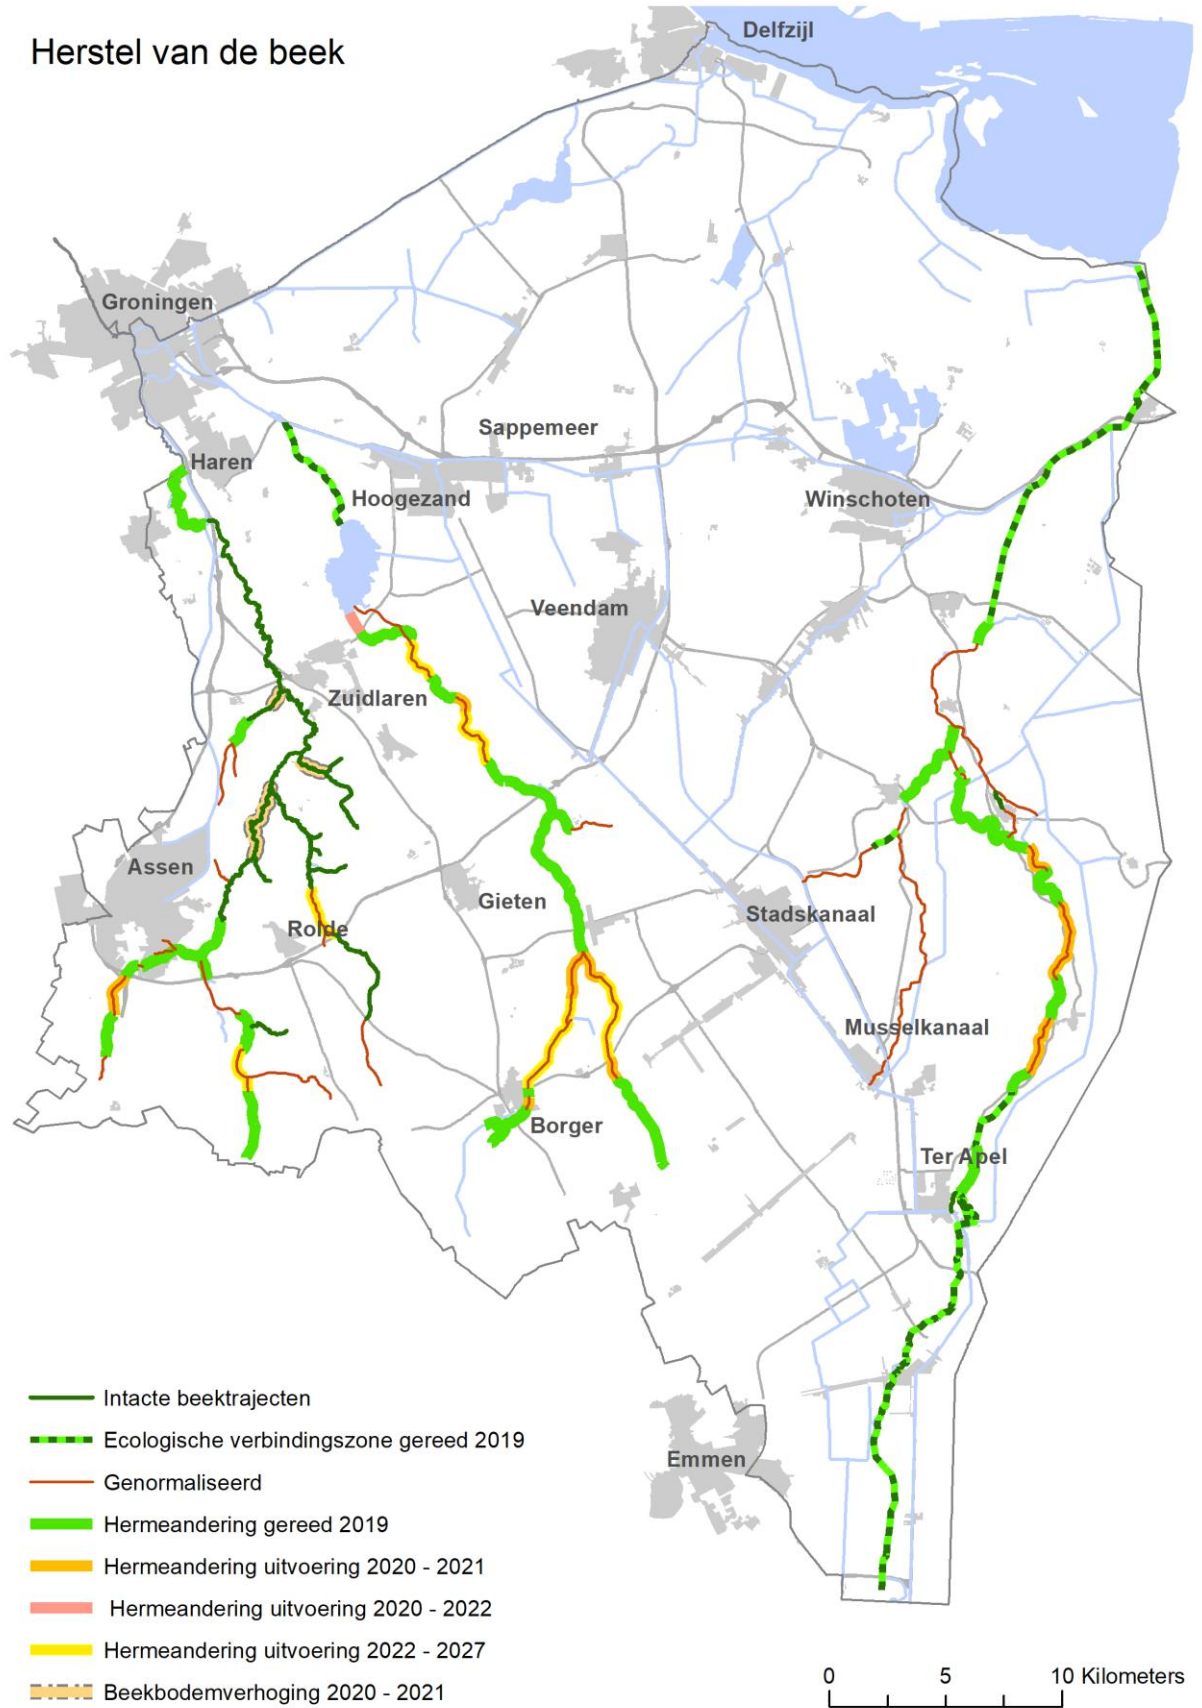 Herstel van de beek
Delfzijl
Groningen
Sappemeer
Haren
Hoogezand
Winschoten
Veendam
Zuidlaren
Assen
Gieten
Stadskanaal
Rolde
Musselkanaal
Borger
Ter Apel
Emmen
Intacte beektrajecten
Ecologische verbindingszone gereed 2019
Genormaliseerd
Hermeandering gereed 2019
Hermeandering uitvoering 2020 - 2021
Hermeandering uitvoering 2020 - 2022
Hermeandering uitvoering 2022 - 2027
Beekbodemverhoging 2020 - 2021
0 5 10 Kilometers